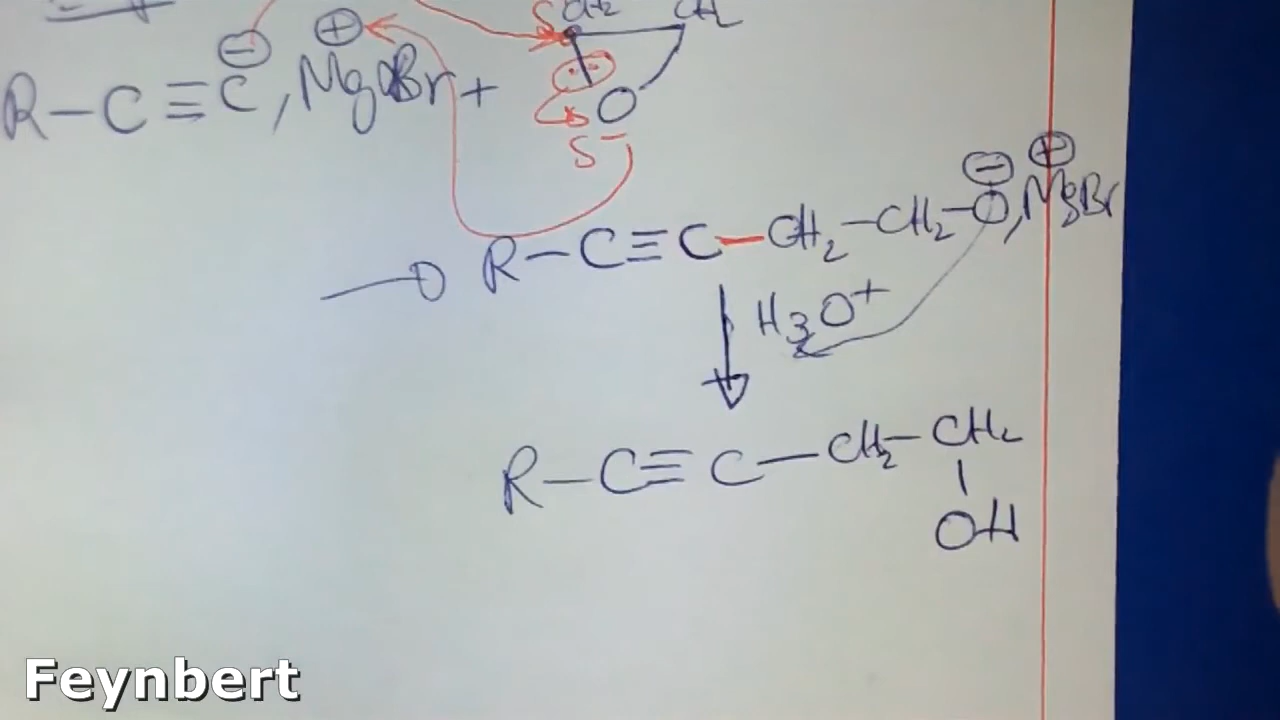 δ CH₂ CH₂
R–C≡C⊖, MgBr⊕ + O
δ⁻
R–C≡C–CH₂–CH₂–O⊖, MgBr⊕
H₃O⁺
R–C≡C–CH₂–CH₂
OH
Feynbert